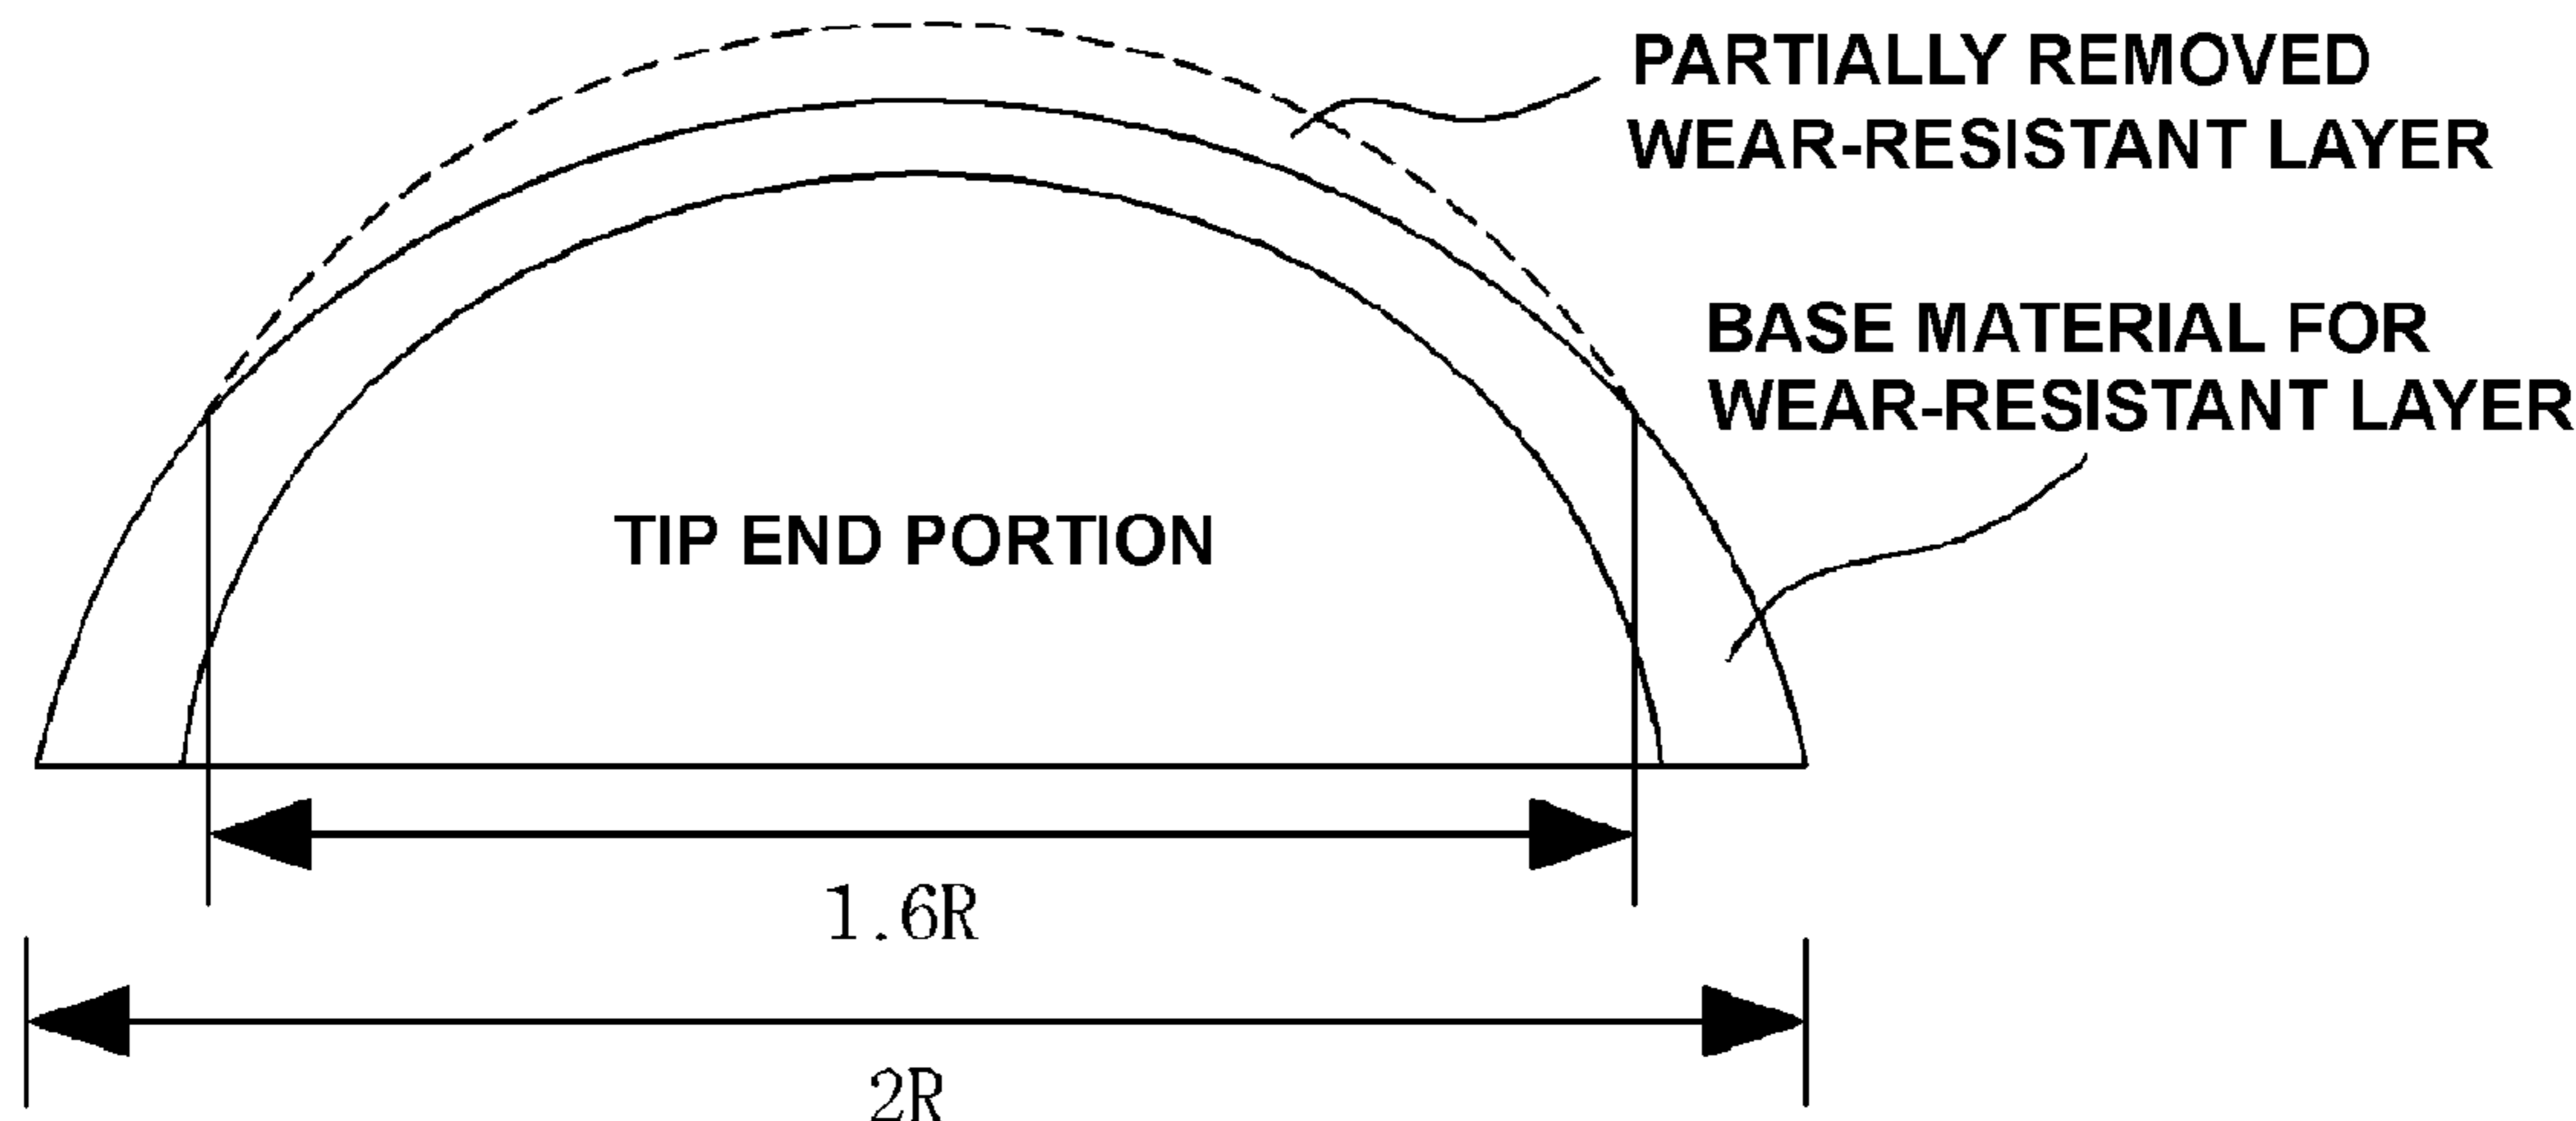 PARTIALLY REMOVED
WEAR-RESISTANT LAYER
BASE MATERIAL FOR
WEAR-RESISTANT LAYER
TIP END PORTION
1.6R
2R